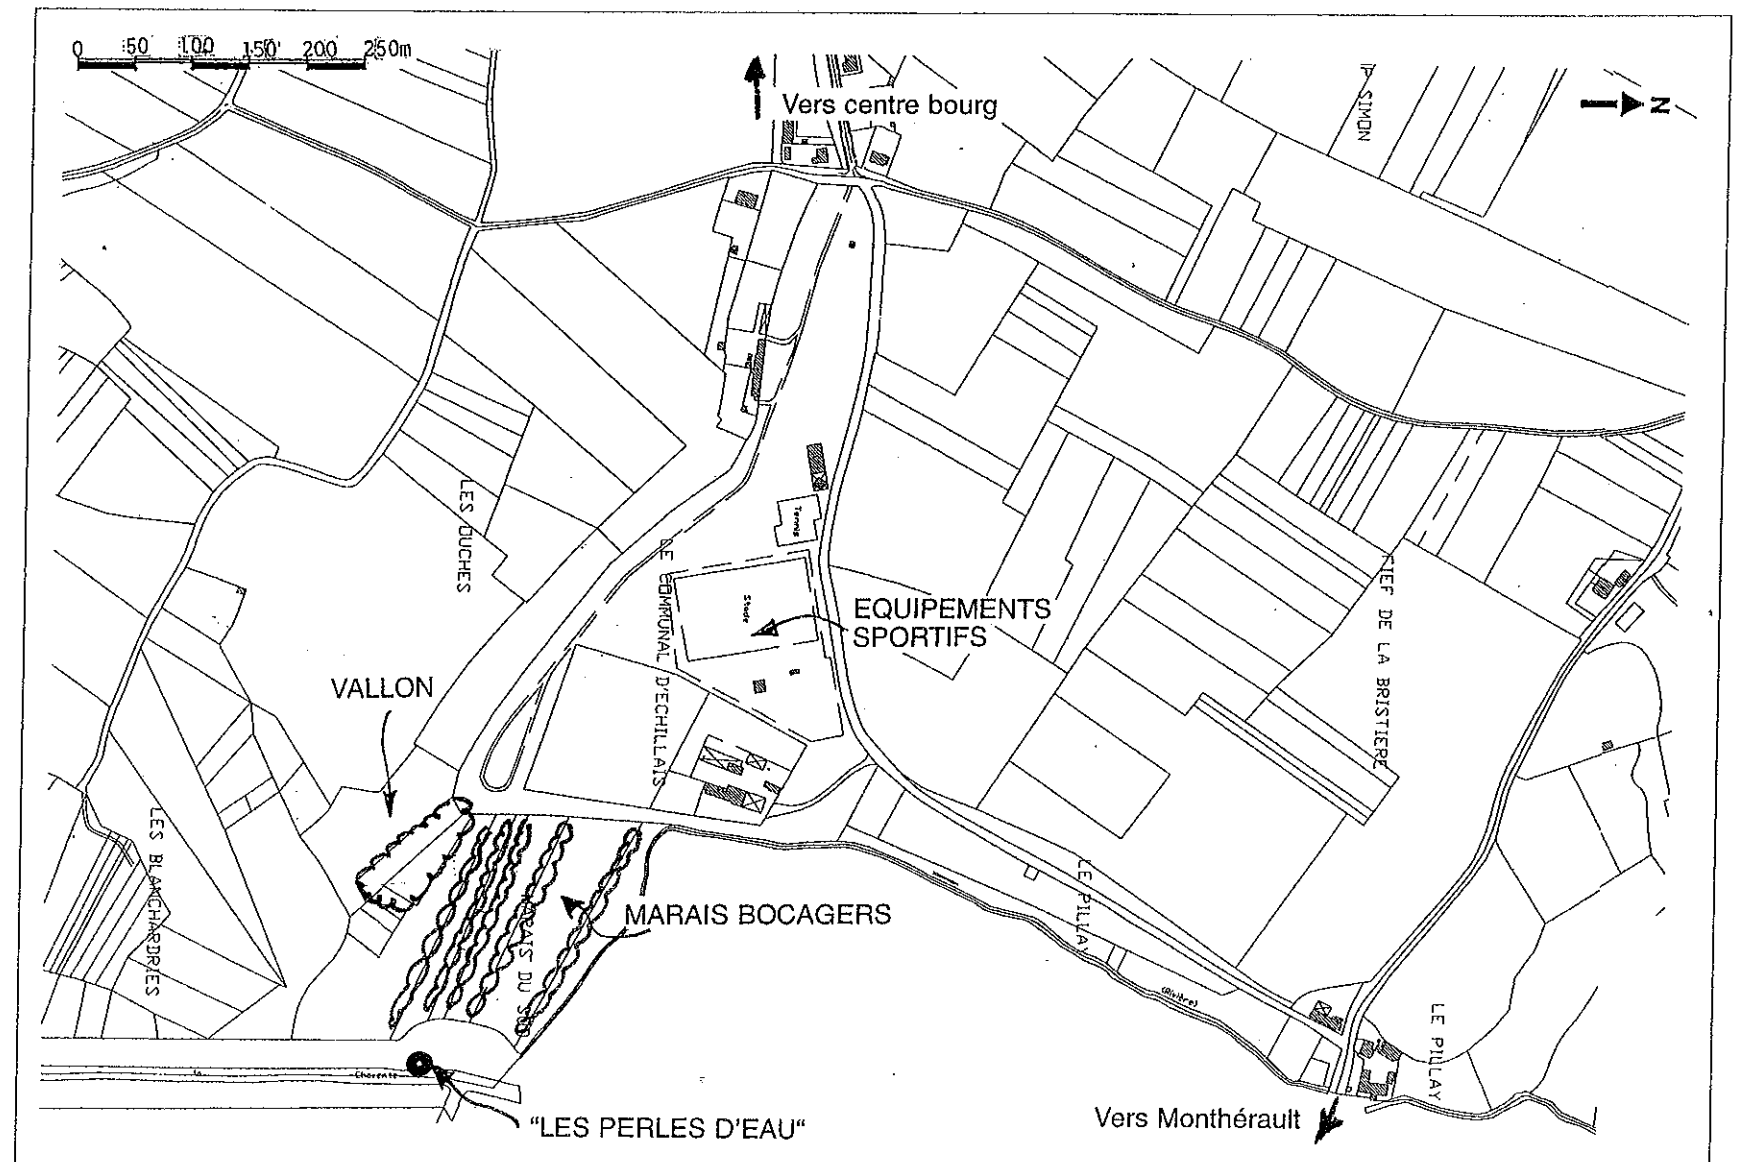 0 50 100 150 200 250m
Vers centre bourg
N
SIMON
LES OUCHES
Tennis
LE COMMUNAL D'ECHILLAIS
Stade
EQUIPEMENTS
SPORTIFS
FIEF DE LA BRISTIERE
VALLON
LES BLANCHARDRIES
MARAIS BOCAGERS
MARAIS DU SUD
LE PILLAY
(Rivière)
LE PILLAY
la Charente
"LES PERLES D'EAU"
Vers Monthérault